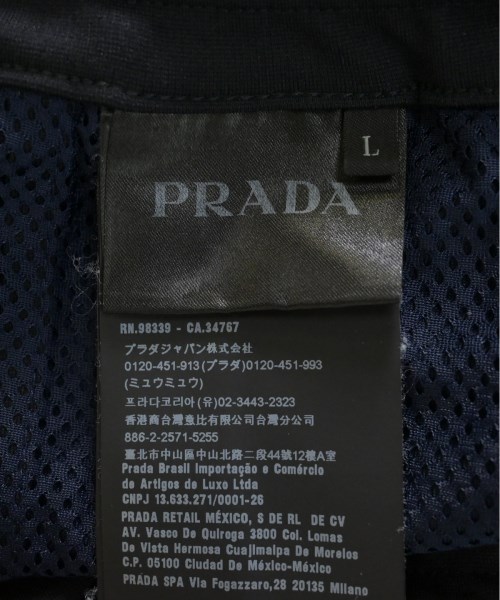 L
PRADA
RN.98339 - CA.34767
プラダジャパン株式会社
0120-451-913(プラダ)0120-451-993
(ミュウミュウ)
프라다코리아(유)02-3443-2323
香港商台灣意比有限公司台灣分公司
886-2-2571-5255
臺北市中山區中山北路二段44號12樓A室
Prada Brasil Importação e Comércio
de Artigos de Luxo Ltda
CNPJ 13.633.271/0001-26
PRADA RETAIL MÉXICO, S DE RL DE CV
AV. Vasco De Quiroga 3800 Col. Lomas
De Vista Hermosa Cuajimalpa De Morelos
C.P. 05100 Ciudad De México-México
PRADA SPA Via Fogazzaro,28 20135 Milano